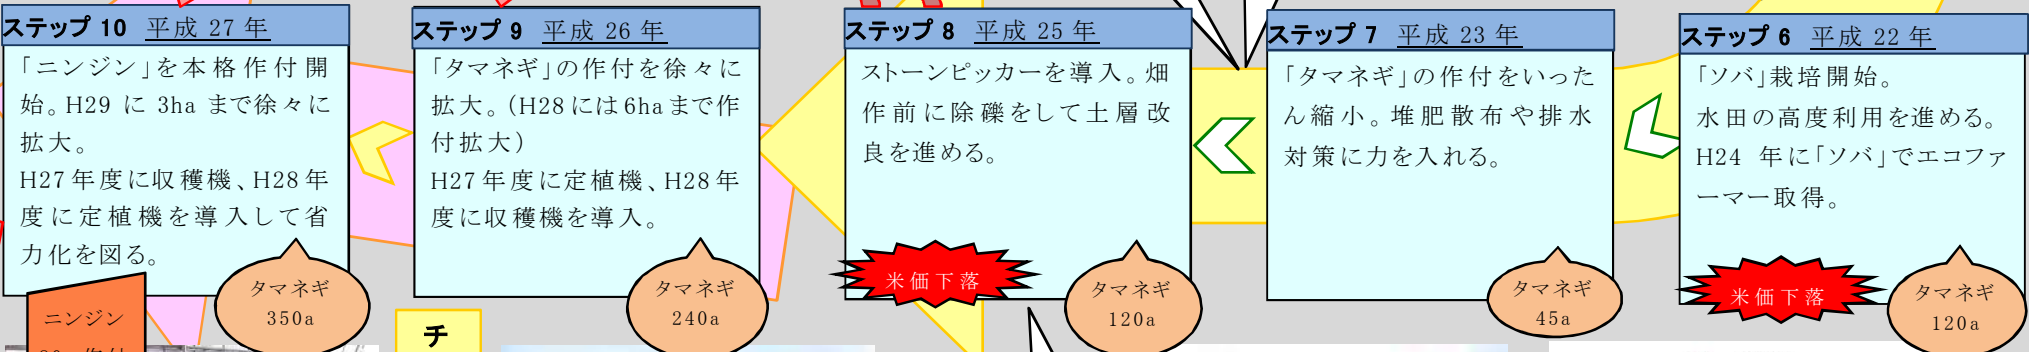 ステップ 10 平成 27 年
「ニンジン」を本格作付開
始。H29 に 3ha まで徐々に
拡大。
H27 年度に収穫機、H28 年
度に定植機を導入して省
力化を図る。
ニンジン
タマネギ
350a
ステップ 9 平成 26 年
「タマネギ」の作付を徐々に
拡大。(H28 には 6ha まで作
付拡大)
H27 年度に定植機、H28 年
度に収穫機を導入。
タマネギ
240a
チ
ステップ 8 平成 25 年
ストーンピッカーを導入。畑
作前に除礫をして土層改
良を進める。
米価下落
タマネギ
120a
ステップ 7 平成 23 年
「タマネギ」の作付をいった
ん縮小。堆肥散布や排水
対策に力を入れる。
タマネギ
45a
ステップ 6 平成 22 年
「ソバ」栽培開始。
水田の高度利用を進める。
H24 年に「ソバ」でエコファ
ーマー取得。
米価下落
タマネギ
120a